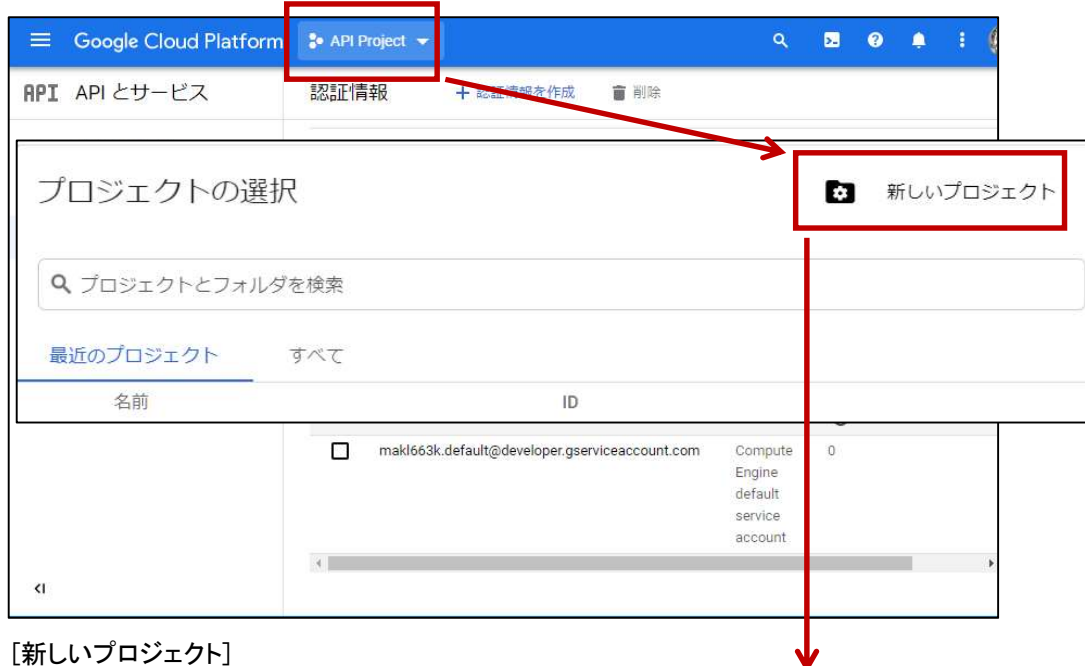 Google Cloud Platform API Project
API API とサービス 認証情報 + 認証情報を作成 削除
プロジェクトの選択 新しいプロジェクト
プロジェクトとフォルダを検索
最近のプロジェクト すべて
名前 ID
makl663k.default@developer.gserviceaccount.com Compute 0
Engine
default
service
account
[新しいプロジェクト]